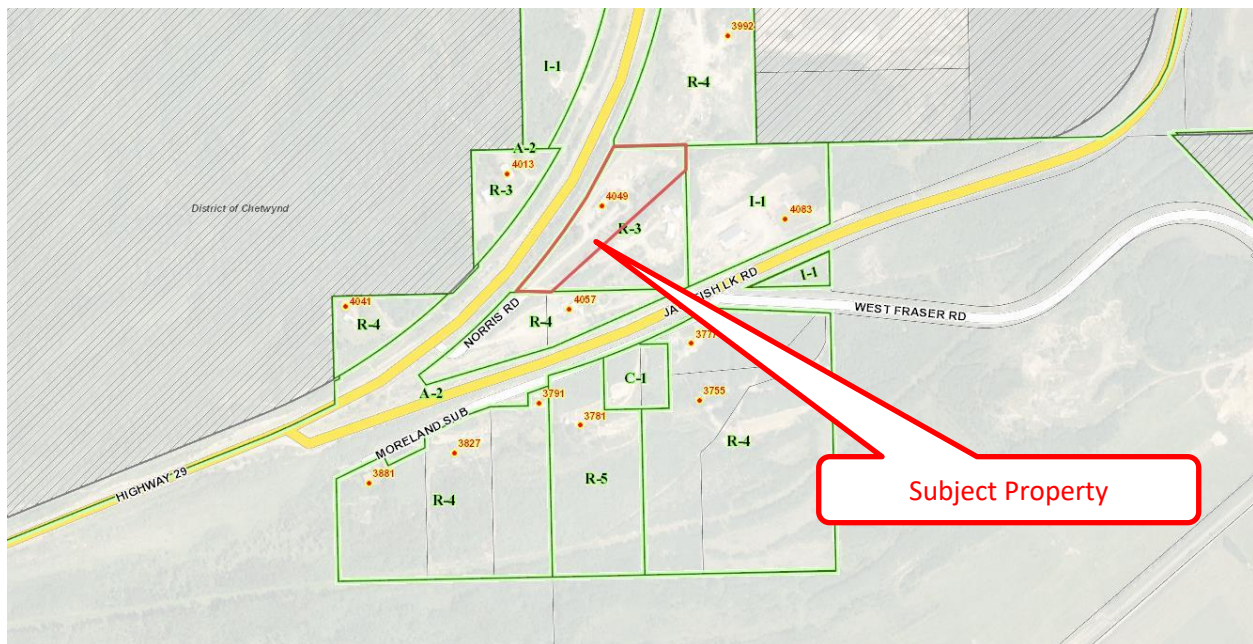 3992
I-1
R-4
A-2
4013
R-3
District of Chetwynd
4049
I-1
R-3
4083
I-1
4041
R-4
NORRIS RD
4057
R-4
WEST FRASER RD
A-2
C-1
3791
3755
3781
MORELAND SUB
R-4
3827
3881
R-5
HIGHWAY 29
R-4
Subject Property